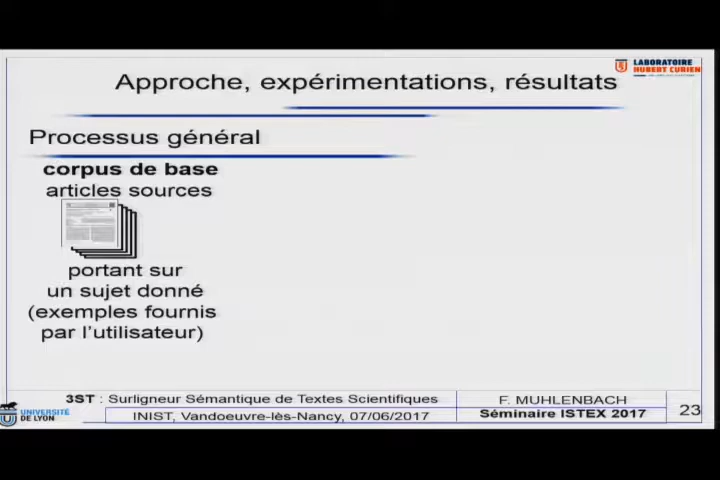 LABORATOIRE
HUBERT CURIEN
Approche, expérimentations, résultats
Processus général
corpus de base
articles sources
portant sur
un sujet donné
(exemples fournis
par l'utilisateur)
3ST : Surligneur Sémantique de Textes Scientifiques
F. MUHLENBACH
UNIVERSITÉ
DE LYON
INIST, Vandoeuvre-lès-Nancy, 07/06/2017
Séminaire ISTEX 2017
23